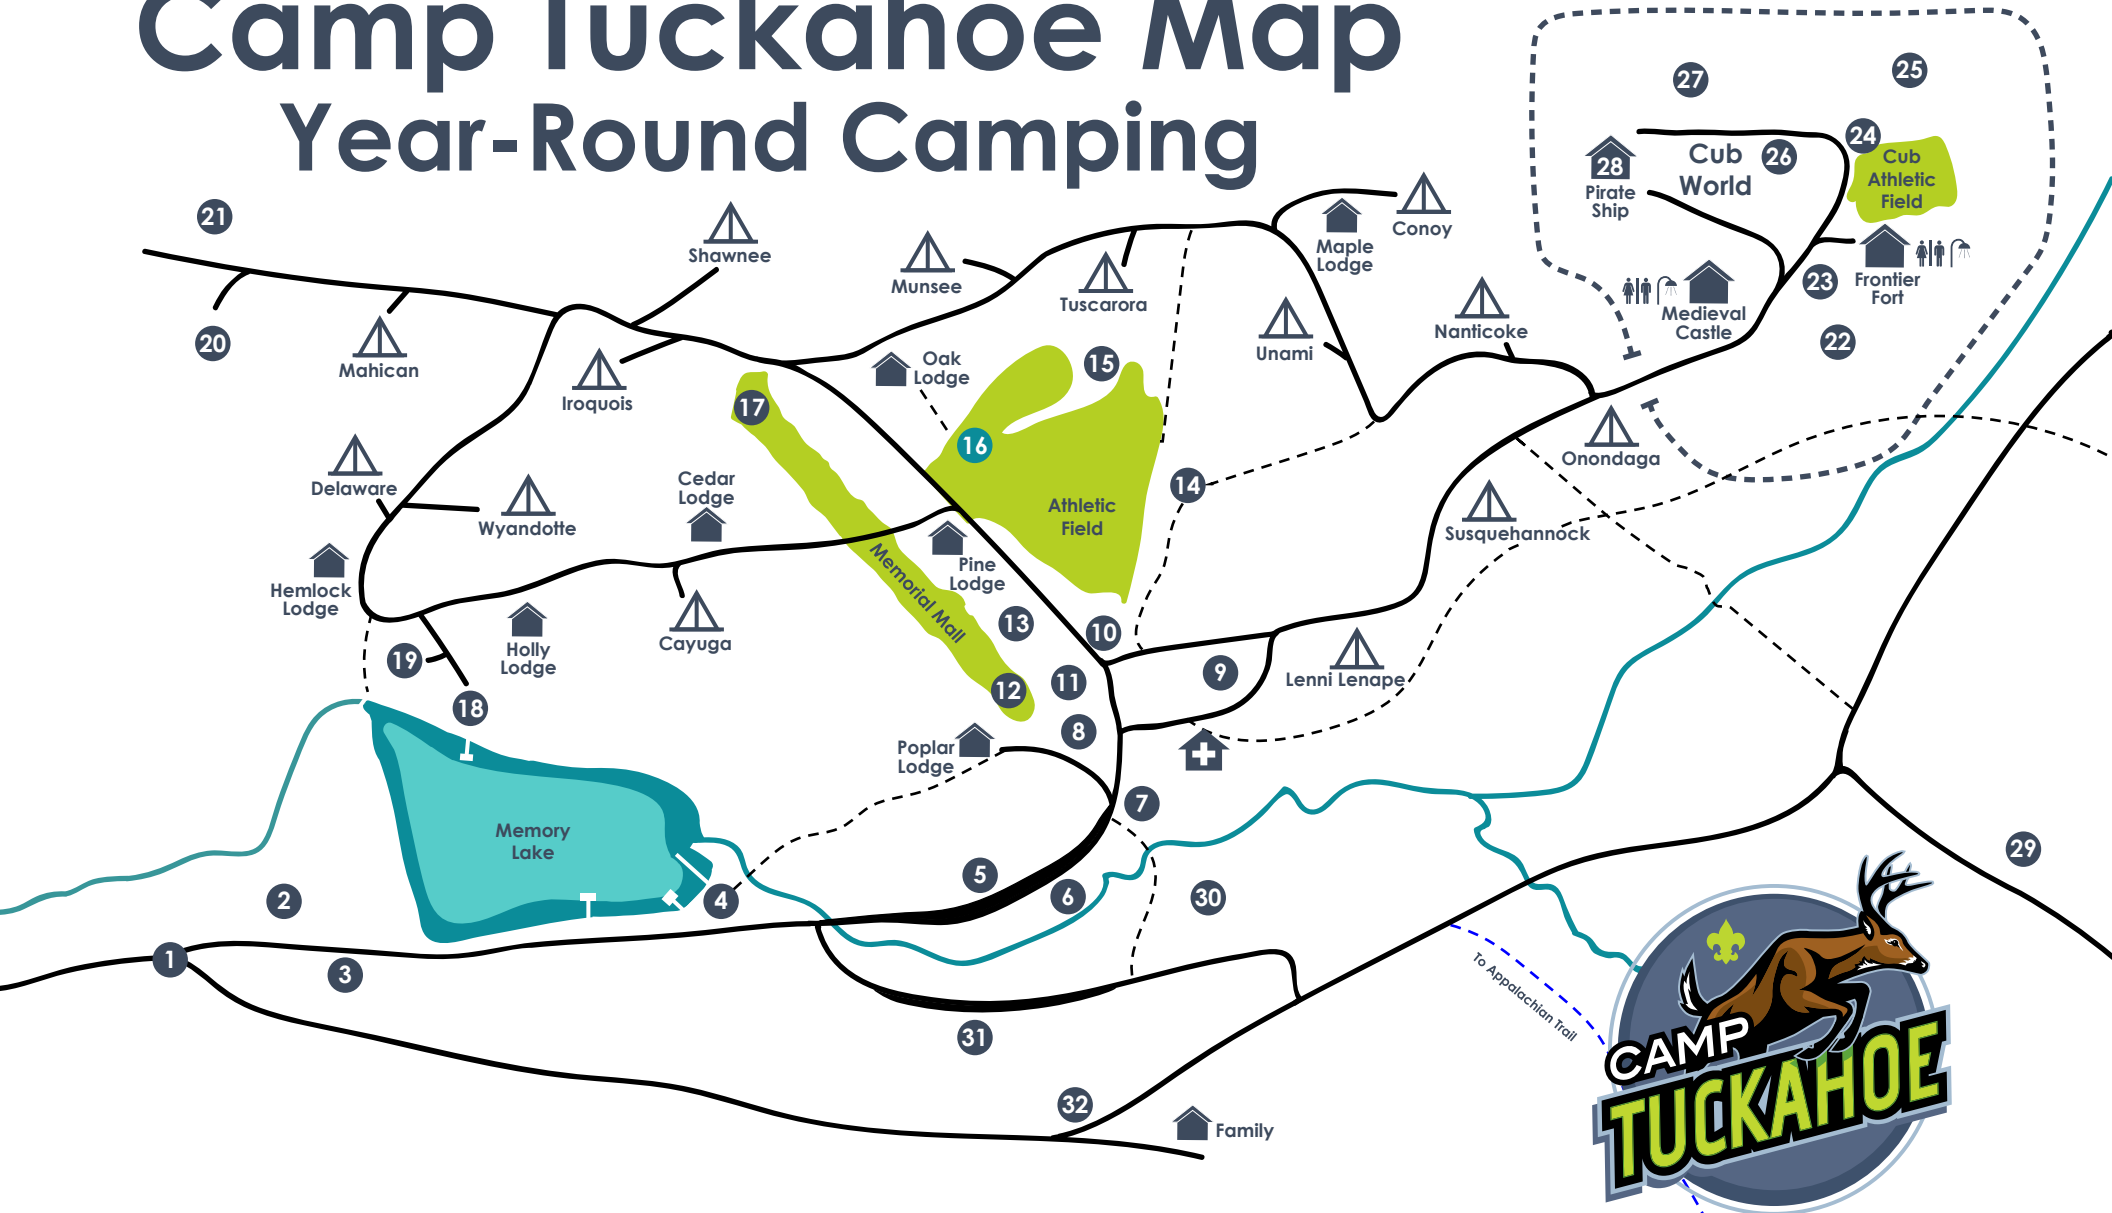 Camp Tuckahoe Map
Year-Round Camping
27
25
24
28
Pirate
Ship
Cub
World
26
Cub
Athletic
Field
21
Shawnee
Munsee
Tuscarora
Maple
Lodge
Conoy
23
Frontier
Fort
Medieval
Castle
22
20
Mahican
Iroquois
Oak
Lodge
15
Unami
Nanticoke
17
16
Onondaga
Delaware
Wyandotte
Cedar
Lodge
14
Athletic
Field
Susquehannock
Hemlock
Lodge
Memorial Mall
Pine
Lodge
Holly
Lodge
Cayuga
13
10
19
18
12
11
9
Lenni Lenape
8
Poplar
Lodge
7
Memory
Lake
2
4
5
6
30
29
1
3
To Appalachian Trail
31
32
Family
CAMP
TUCKAHOE